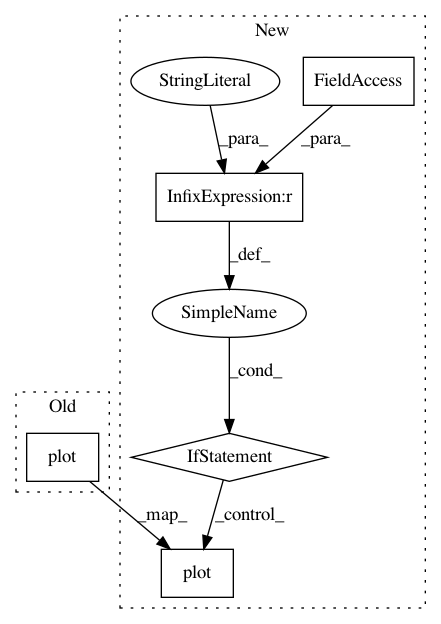 New
StringLiteral
FieldAccess
_para_
_para_
InfixExpression:r
_def_
SimpleName
_cond_
Old
plot
IfStatement
_map_
_control_
plot